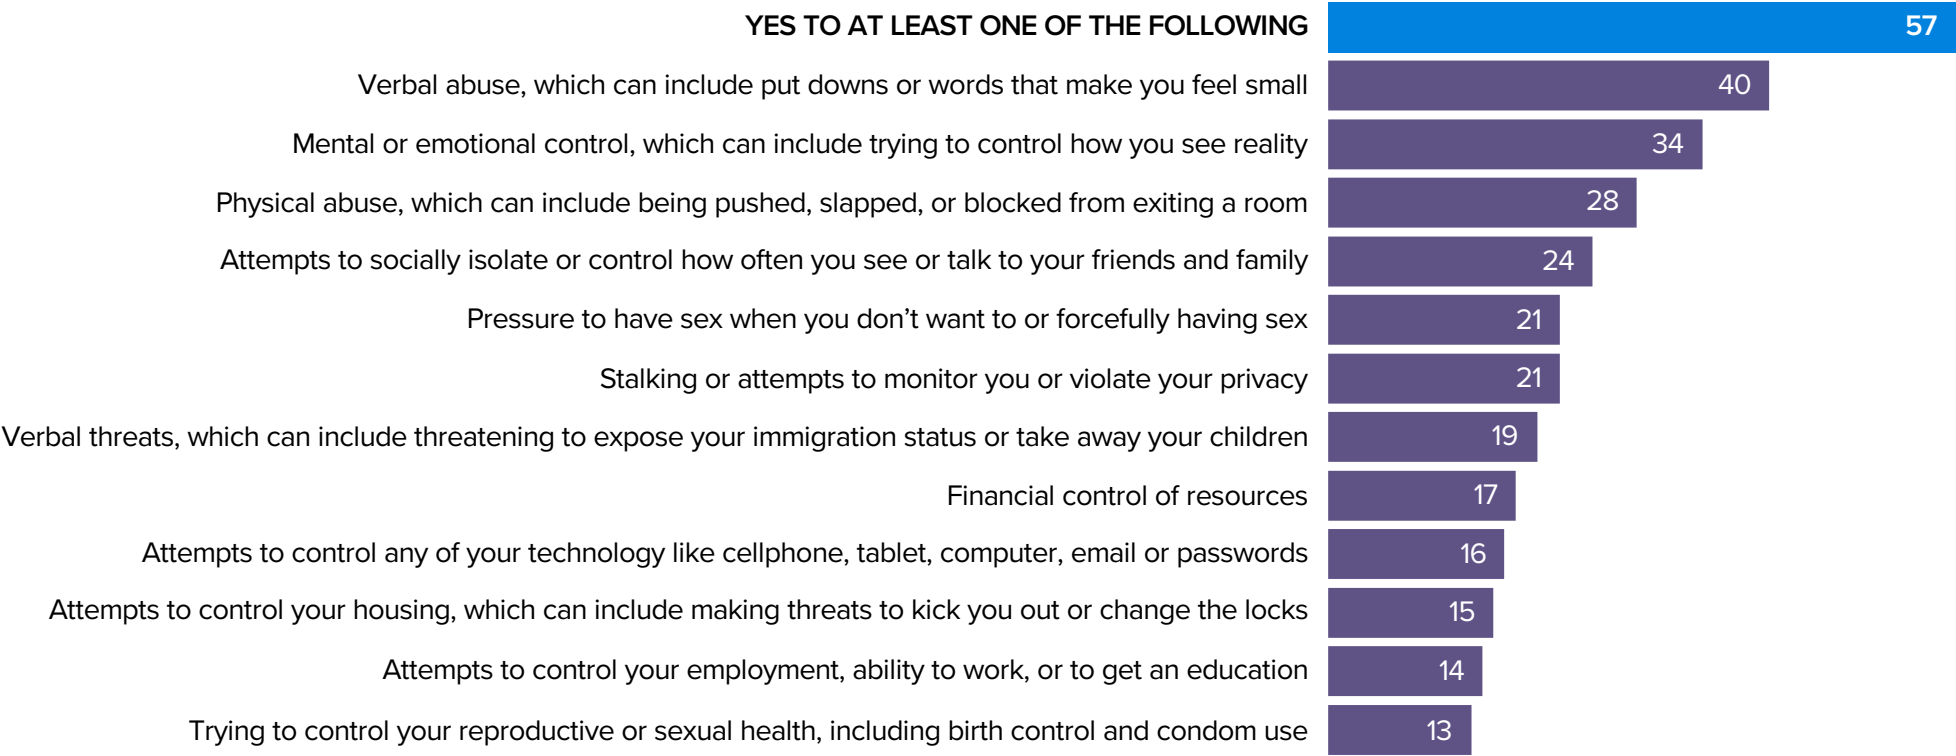 YES TO AT LEAST ONE OF THE FOLLOWING 57
Verbal abuse, which can include put downs or words that make you feel small 40
Mental or emotional control, which can include trying to control how you see reality 34
Physical abuse, which can include being pushed, slapped, or blocked from exiting a room 28
Attempts to socially isolate or control how often you see or talk to your friends and family 24
Pressure to have sex when you don’t want to or forcefully having sex 21
Stalking or attempts to monitor you or violate your privacy 21
Verbal threats, which can include threatening to expose your immigration status or take away your children 19
Financial control of resources 17
Attempts to control any of your technology like cellphone, tablet, computer, email or passwords 16
Attempts to control your housing, which can include making threats to kick you out or change the locks 15
Attempts to control your employment, ability to work, or to get an education 14
Trying to control your reproductive or sexual health, including birth control and condom use 13